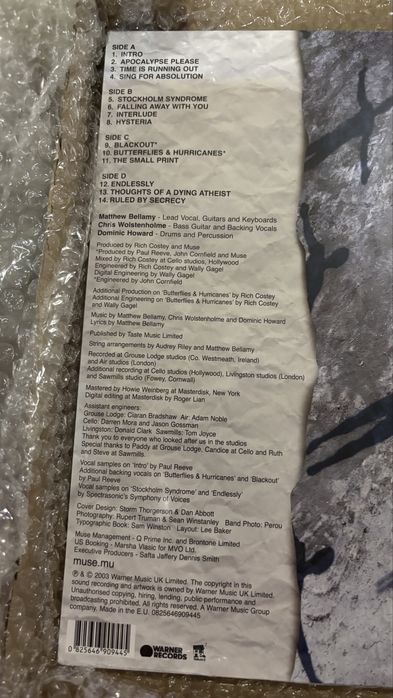 SIDE A
1. INTRO
2. APOCALYPSE PLEASE
3. TIME IS RUNNING OUT
4. SING FOR ABSOLUTION
SIDE B
5. STOCKHOLM SYNDROME
6. FALLING AWAY WITH YOU
7. INTERLUDE
8. HYSTERIA
SIDE C
9. BLACKOUT*
10. BUTTERFLIES & HURRICANES*
11. THE SMALL PRINT
SIDE D
12. ENDLESSLY
13. THOUGHTS OF A DYING ATHEIST
14. RULED BY SECRECY
Matthew Bellamy - Lead Vocal, Guitars and Keyboards
Chris Wolstenholme - Bass Guitar and Backing Vocals
Dominic Howard - Drums and Percussion
Produced by Rich Costey and Muse
*Produced by Paul Reeve, John Cornfield and Muse
Mixed by Rich Costey at Cello studios, Hollywood
Engineered by Rich Costey and Wally Gagel
Digital Engineering by Wally Gagel
*Engineered by John Cornfield
Additional Production on 'Butterflies & Hurricanes' by Rich Costey
Additional Engineering on 'Butterflies & Hurricanes' by Rich Costey
and Wally Gagel
Music by Matthew Bellamy, Chris Wolstenholme and Dominic Howard
Lyrics by Matthew Bellamy
Published by Taste Music Limited
String arrangements by Audrey Riley and Matthew Bellamy
Recorded at Grouse Lodge studios (Co. Westmeath, Ireland)
and Air studios (London)
Additional recording at Cello studios (Hollywood), Livingston studios (London)
and Sawmills studio (Fowey, Cornwall)
Mastered by Howie Weinberg at Masterdisk, New York
Digital editing at Masterdisk by Roger Lian
Assistant engineers:
Grouse Lodge: Ciaran Bradshaw Air: Adam Noble
Cello: Darren Mora and Jason Gossman
Livingston: Donald Clark Sawmills: Tom Joyce
Thank you to everyone who looked after us in the studios
Special thanks to Paddy at Grouse Lodge, Candice at Cello and Ruth
and Steve at Sawmills.
Vocal samples on 'Intro' by Paul Reeve
Additional backing vocals on 'Butterflies & Hurricanes' and 'Blackout'
by Paul Reeve
Vocal samples on 'Stockholm Syndrome' and 'Endlessly'
by Spectrasonic's Symphony of Voices
Cover Design: Storm Thorgerson & Dan Abbott
Photography: Rupert Truman & Sean Winstanley Band Photo: Perou
Typographic Book: Sam Winston Layout: Lee Baker
Muse Management - Q Prime Inc. and Brontone Limited
US Booking - Marsha Vlasic for MVO Ltd.
Executive Producers - Safta Jaffery Dennis Smith
muse.mu
℗ & © 2003 Warner Music UK Limited. The copyright in this
sound recording and artwork is owned by Warner Music UK Limited.
Unauthorised copying, hiring, lending, public performance and
broadcasting prohibited. All rights reserved. A Warner Music Group
company. Made in the E.U. 0825646909445
0 825646 909445
WARNER
RECORDS